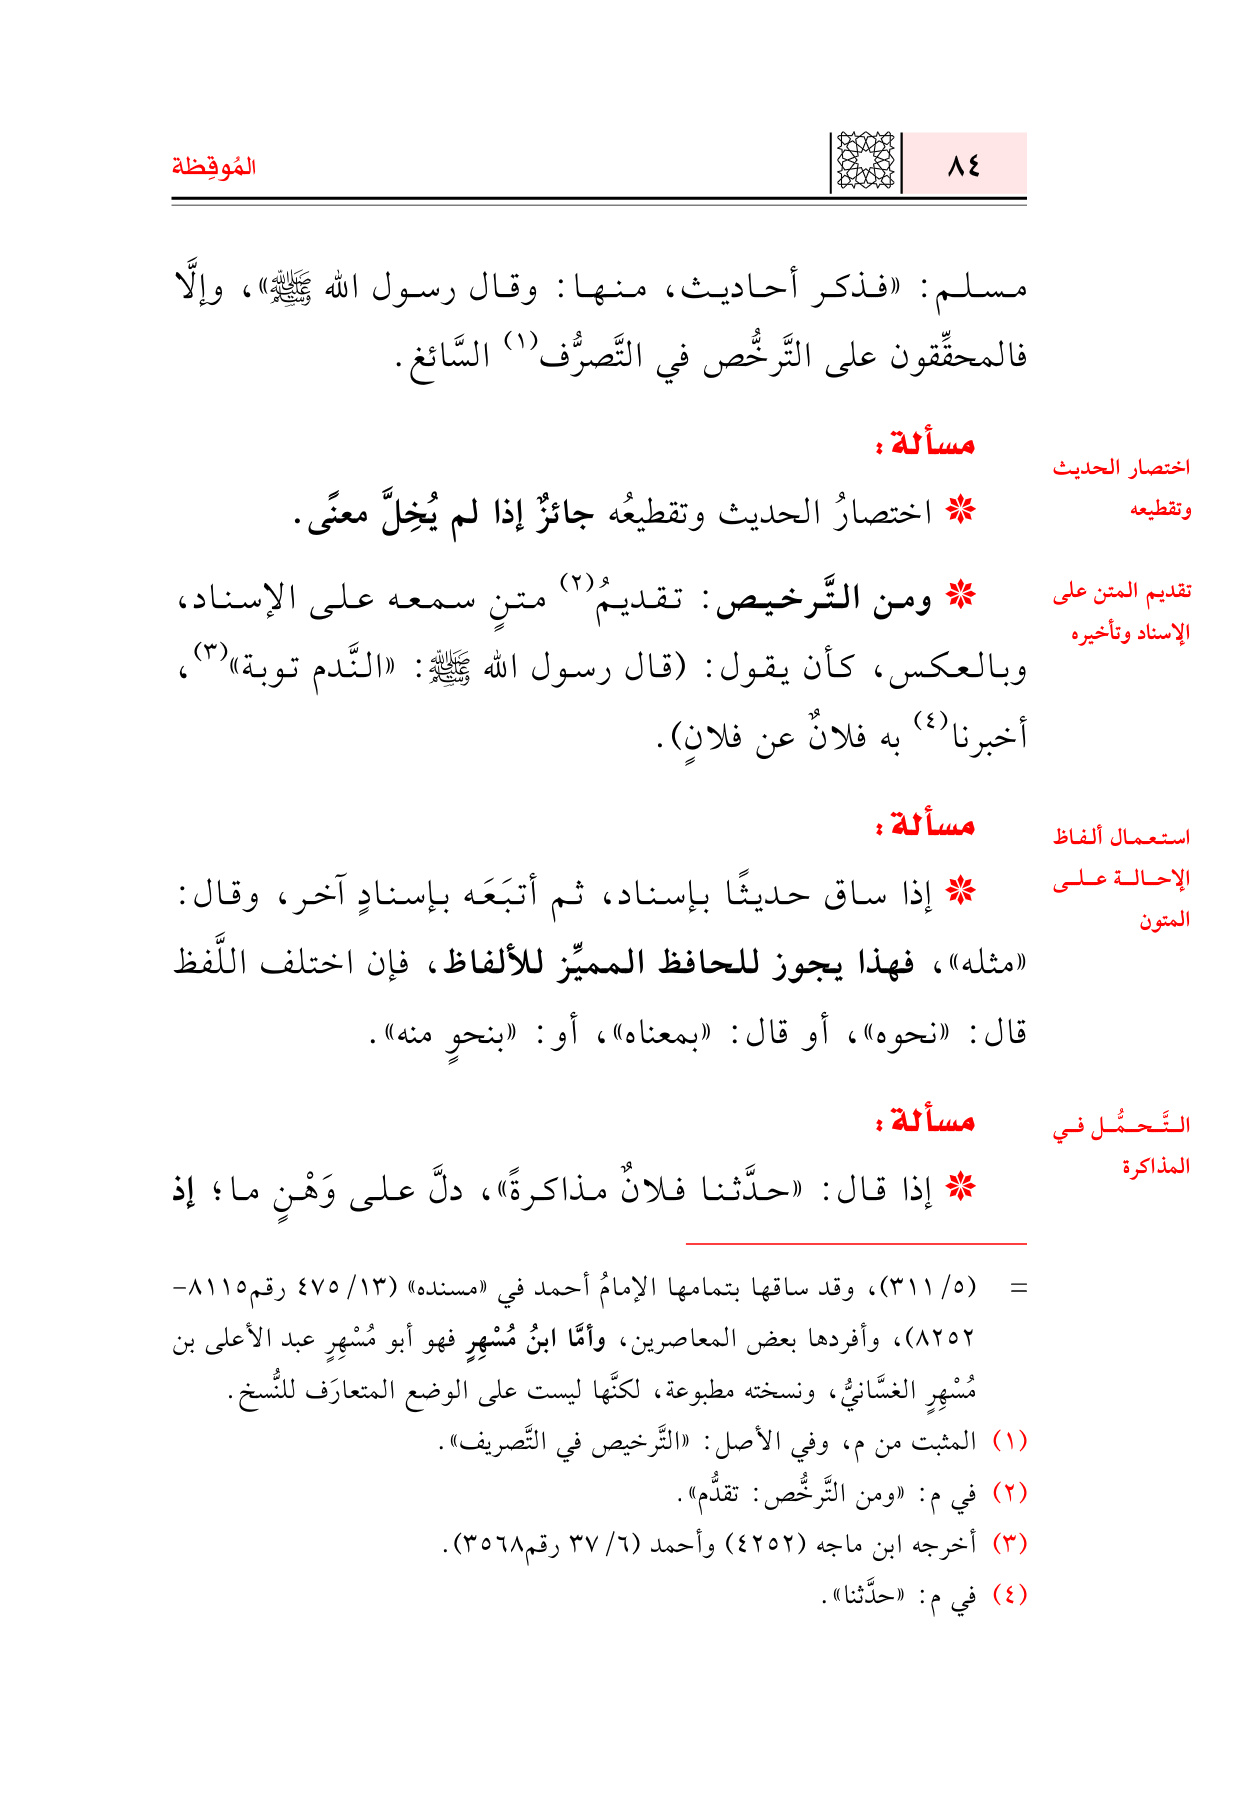 ٨٤
المُوقِظة
مسلم: «فذكر أحاديث، منها: وقال رسول الله ﷺ»، وإلَّا
فالمحقِّقون على التَّرخُّص في التَّصرُّف(١) السَّائغ.
مسألة:
اختصار الحديث
وتقطيعه
❋ اختصارُ الحديث وتقطيعُه جائزٌ إذا لم يُخِلَّ معنًى.
تقديم المتن على
الإسناد وتأخيره
❋ ومن التَّرخيص: تقديمُ(٢) متنٍ سمعه على الإسناد،
وبالعكس، كأن يقول: (قال رسول الله ﷺ: «النَّدم توبة»(٣)،
أخبرنا(٤) به فلانٌ عن فلانٍ).
مسألة:
استعمال ألفاظ
الإحالة على
المتون
❋ إذا ساق حديثًا بإسناد، ثم أتبَعَه بإسنادٍ آخر، وقال:
«مثله»، فهذا يجوز للحافظ المميِّز للألفاظ، فإن اختلف اللَّفظ
قال: «نحوه»، أو قال: «بمعناه»، أو: «بنحوٍ منه».
مسألة:
التَّحمُّل في
المذاكرة
❋ إذا قال: «حدَّثنا فلانٌ مذاكرةً»، دلَّ على وَهْنٍ ما؛ إذ
= (٥/ ٣١١)، وقد ساقها بتمامها الإمامُ أحمد في «مسنده» (١٣/ ٤٧٥ رقم٨١١٥-
٨٢٥٢)، وأفردها بعض المعاصرين، وأمَّا ابنُ مُسْهِرٍ فهو أبو مُسْهِرٍ عبد الأعلى بن
مُسْهِرٍ الغسَّانيُّ، ونسخته مطبوعة، لكنَّها ليست على الوضع المتعارَف للنُّسخ.
(١) المثبت من م، وفي الأصل: «التَّرخيص في التَّصريف».
(٢) في م: «ومن التَّرخُّص: تقدُّم».
(٣) أخرجه ابن ماجه (٤٢٥٢) وأحمد (٦/ ٣٧ رقم٣٥٦٨).
(٤) في م: «حدَّثنا».